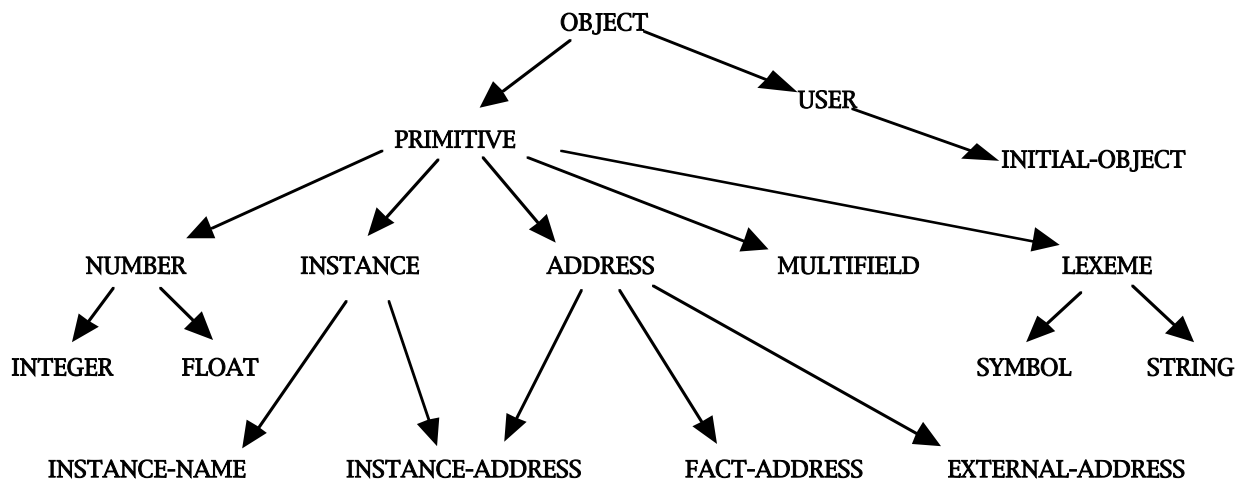 OBJECT
USER
PRIMITIVE
INITIAL-OBJECT
NUMBER
INSTANCE
ADDRESS
MULTIFIELD
LEXEME
INTEGER
FLOAT
SYMBOL
STRING
INSTANCE-NAME
INSTANCE-ADDRESS
FACT-ADDRESS
EXTERNAL-ADDRESS